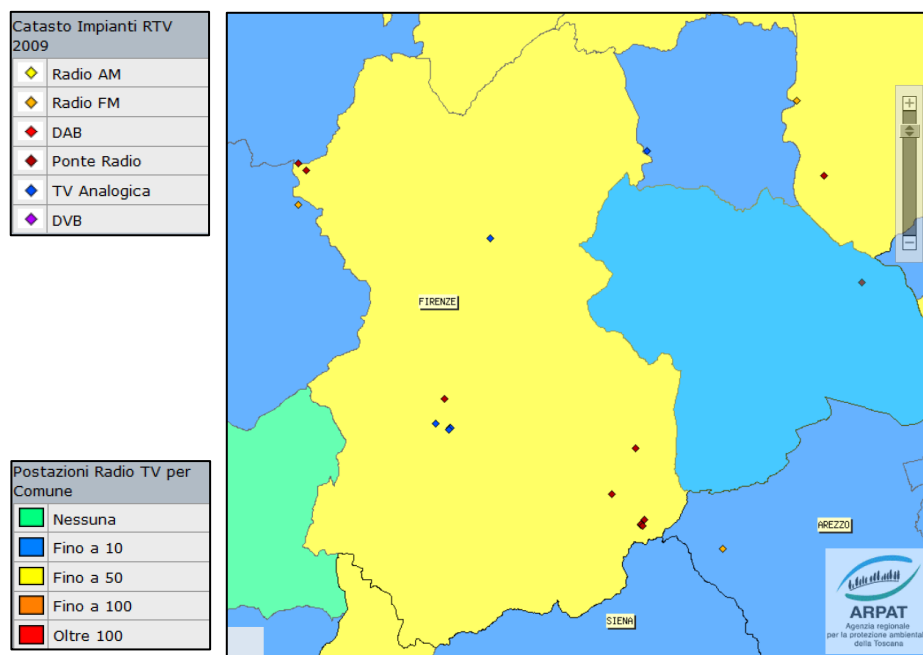 Catasto Impianti RTV
2009
Radio AM
Radio FM
DAB
Ponte Radio
TV Analogica
DVB
Postazioni Radio TV per
Comune
Nessuna
Fino a 10
Fino a 50
Fino a 100
Oltre 100
FIRENZE
AREZZO
SIENA
ARPAT
Agenzia regionale
per la protezione ambientale
della Toscana